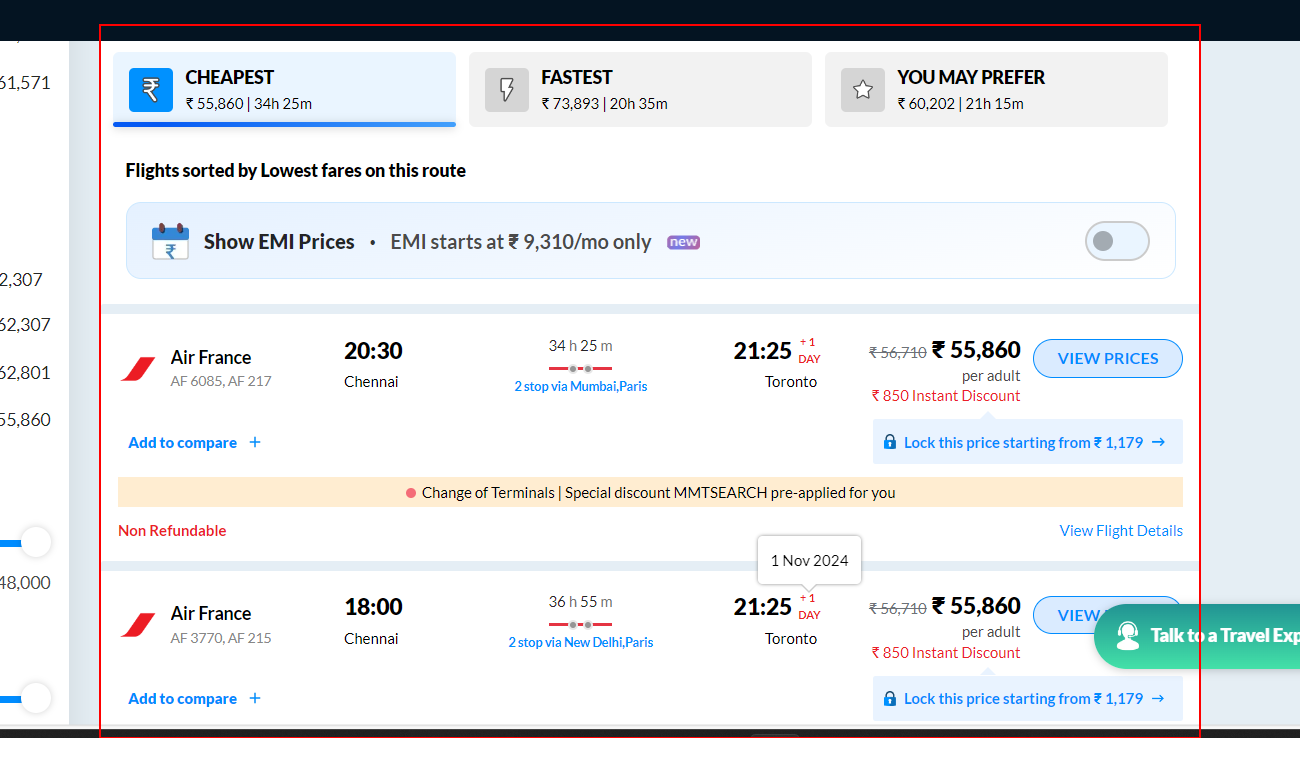 61,571
2,307
62,307
62,801
55,860
48,000
₹
CHEAPEST
₹ 55,860 | 34h 25m
FASTEST
₹ 73,893 | 20h 35m
YOU MAY PREFER
₹ 60,202 | 21h 15m
Flights sorted by Lowest fares on this route
₹ Show EMI Prices • EMI starts at ₹ 9,310/mo only new
Air France
AF 6085, AF 217
20:30
Chennai
34 h 25 m
2 stop via Mumbai,Paris
21:25 + 1 DAY
Toronto
₹ 56,710 ₹ 55,860
per adult
₹ 850 Instant Discount
VIEW PRICES
Add to compare +
Lock this price starting from ₹ 1,179 →
Change of Terminals | Special discount MMTSEARCH pre-applied for you
Non Refundable
View Flight Details
1 Nov 2024
Air France
AF 3770, AF 215
18:00
Chennai
36 h 55 m
2 stop via New Delhi,Paris
21:25 + 1 DAY
Toronto
₹ 56,710 ₹ 55,860
per adult
₹ 850 Instant Discount
VIEW
Talk to a Travel Exp
Add to compare +
Lock this price starting from ₹ 1,179 →